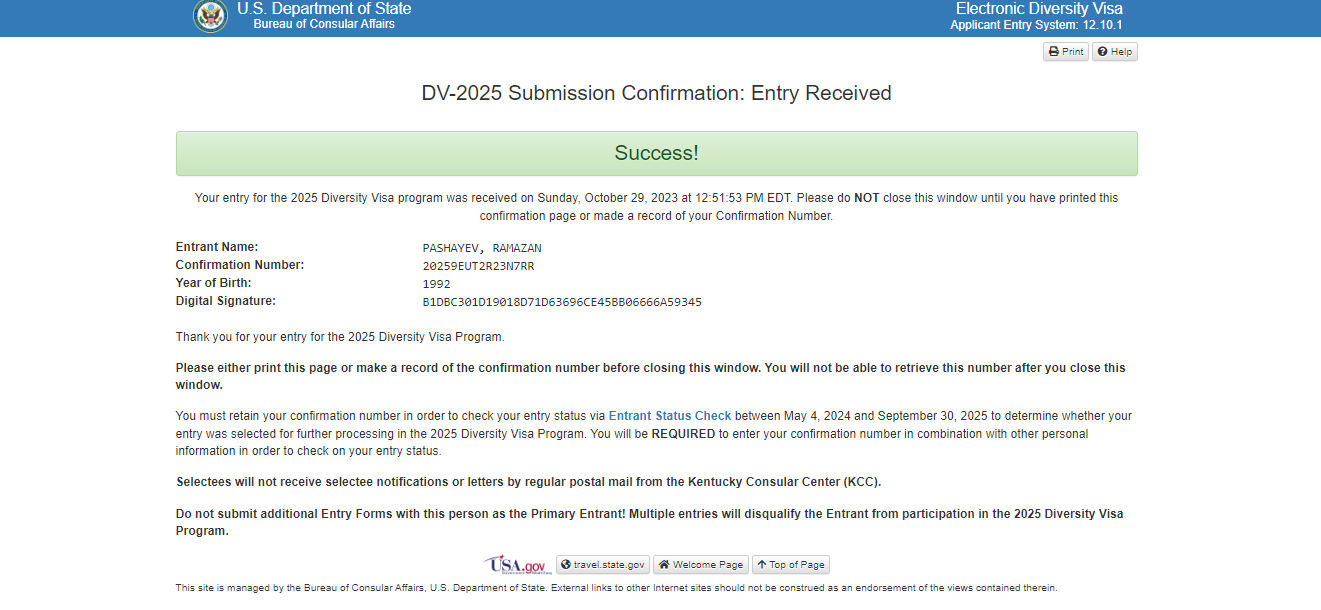 U.S. Department of State
Bureau of Consular Affairs
Electronic Diversity Visa
Applicant Entry System: 12.10.1
Print
Help
DV-2025 Submission Confirmation: Entry Received
Success!
Your entry for the 2025 Diversity Visa program was received on Sunday, October 29, 2023 at 12:51:53 PM EDT. Please do NOT close this window until you have printed this
confirmation page or made a record of your Confirmation Number.
Entrant Name: PASHAYEV, RAMAZAN
Confirmation Number: 20259EUT2R23N7RR
Year of Birth: 1992
Digital Signature: B1DBC301D19018D71D63696CE45BB06666A59345
Thank you for your entry for the 2025 Diversity Visa Program.
Please either print this page or make a record of the confirmation number before closing this window. You will not be able to retrieve this number after you close this
window.
You must retain your confirmation number in order to check your entry status via Entrant Status Check between May 4, 2024 and September 30, 2025 to determine whether your
entry was selected for further processing in the 2025 Diversity Visa Program. You will be REQUIRED to enter your confirmation number in combination with other personal
information in order to check on your entry status.
Selectees will not receive selectee notifications or letters by regular postal mail from the Kentucky Consular Center (KCC).
Do not submit additional Entry Forms with this person as the Primary Entrant! Multiple entries will disqualify the Entrant from participation in the 2025 Diversity Visa
Program.
USA.gov
travel.state.gov
Welcome Page
Top of Page
This site is managed by the Bureau of Consular Affairs, U.S. Department of State. External links to other Internet sites should not be construed as an endorsement of the views contained therein.